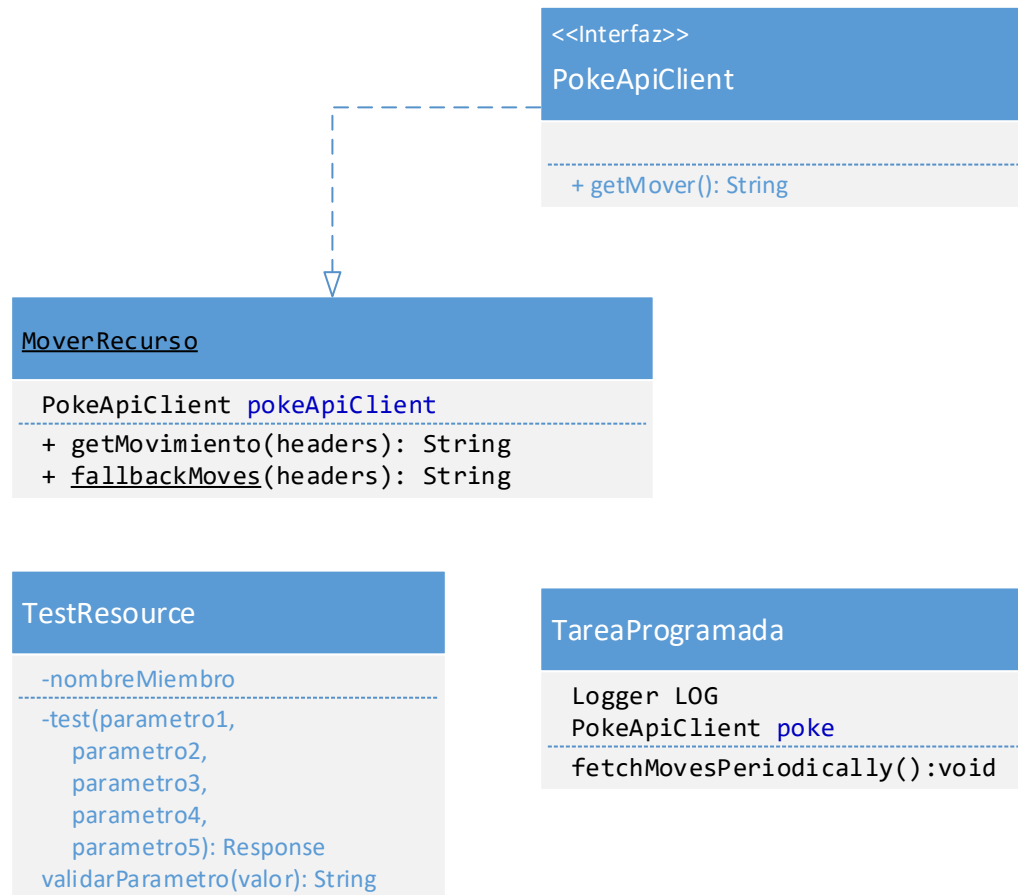 <<Interfaz>>
PokeApiClient
+ getMover(): String
MoverRecurso
PokeApiClient pokeApiClient
+ getMovimiento(headers): String
+ fallbackMoves(headers): String
TestResource
-nombreMiembro
-test(parametro1,
parametro2,
parametro3,
parametro4,
parametro5): Response
validarParametro(valor): String
TareaProgramada
Logger LOG
PokeApiClient poke
fetchMovesPeriodically():void